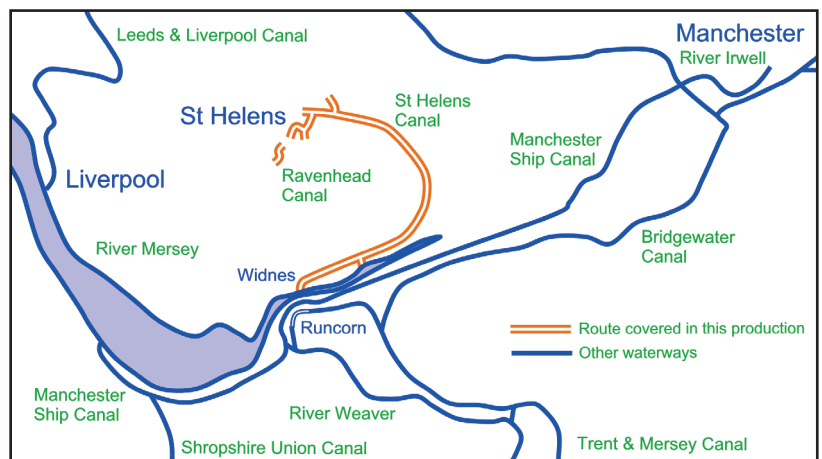 Manchester
Leeds & Liverpool Canal
River Irwell
St Helens
St Helens
Canal
Manchester
Ship Canal
Liverpool
Ravenhead
Canal
River Mersey
Bridgewater
Canal
Widnes
Runcorn
Route covered in this production
Other waterways
Manchester
Ship Canal
River Weaver
Shropshire Union Canal
Trent & Mersey Canal